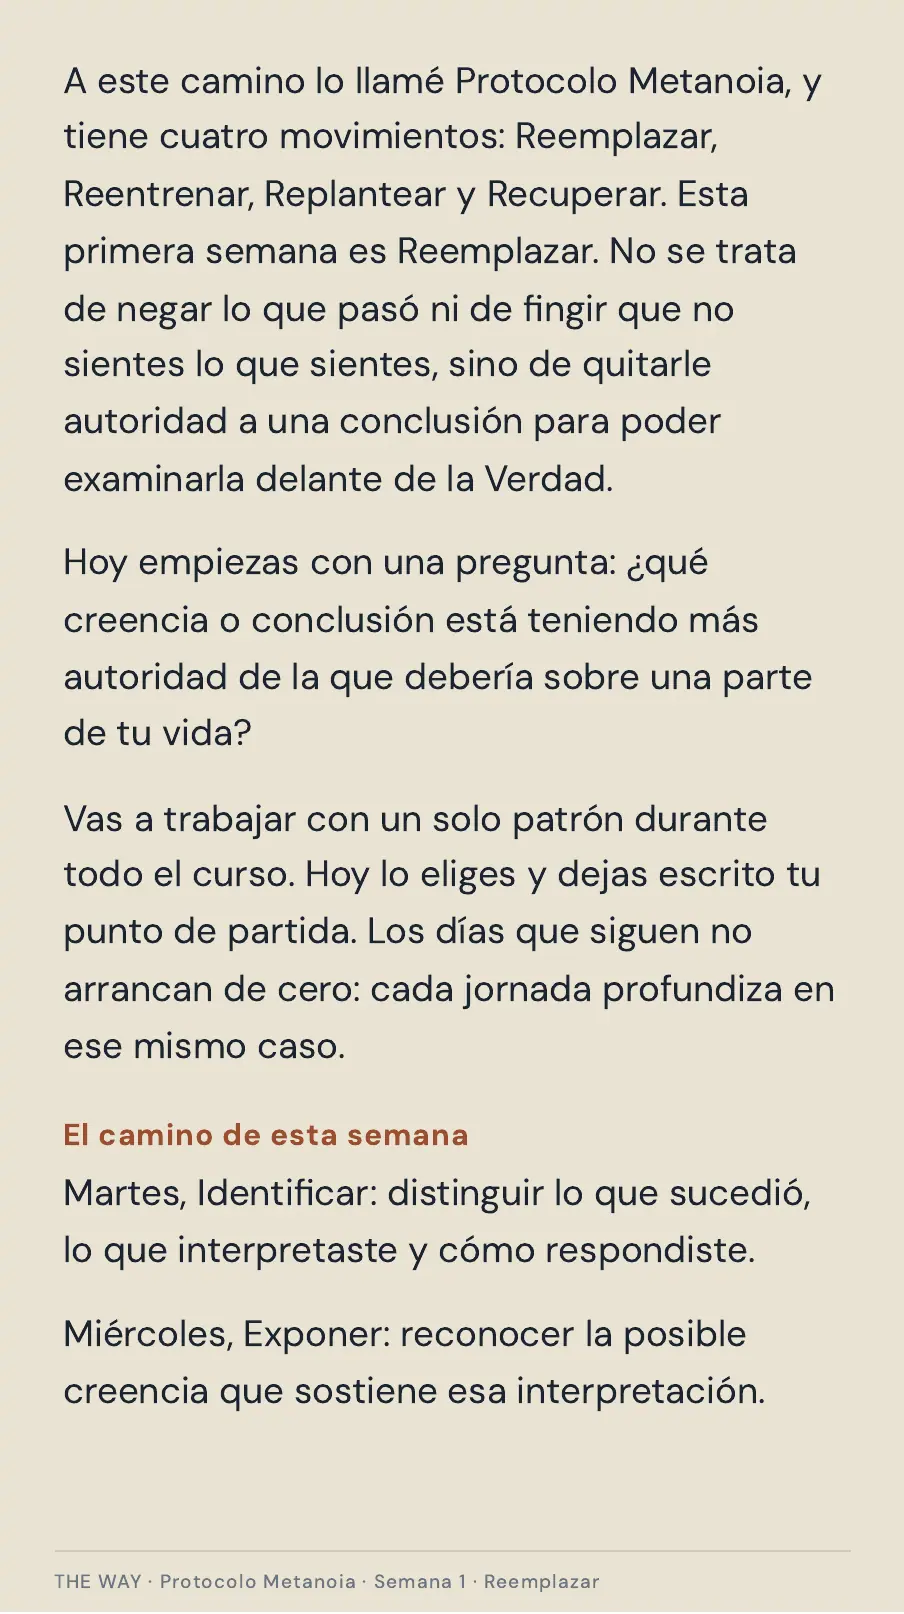 A este camino lo llamé Protocolo Metanoia, y
tiene cuatro movimientos: Reemplazar,
Reentrenar, Replantear y Recuperar. Esta
primera semana es Reemplazar. No se trata
de negar lo que pasó ni de fingir que no
sientes lo que sientes, sino de quitarle
autoridad a una conclusión para poder
examinarla delante de la Verdad.
Hoy empiezas con una pregunta: ¿qué
creencia o conclusión está teniendo más
autoridad de la que debería sobre una parte
de tu vida?
Vas a trabajar con un solo patrón durante
todo el curso. Hoy lo eliges y dejas escrito tu
punto de partida. Los días que siguen no
arrancan de cero: cada jornada profundiza en
ese mismo caso.
El camino de esta semana
Martes, Identificar: distinguir lo que sucedió,
lo que interpretaste y cómo respondiste.
Miércoles, Exponer: reconocer la posible
creencia que sostiene esa interpretación.
THE WAY · Protocolo Metanoia · Semana 1 · Reemplazar